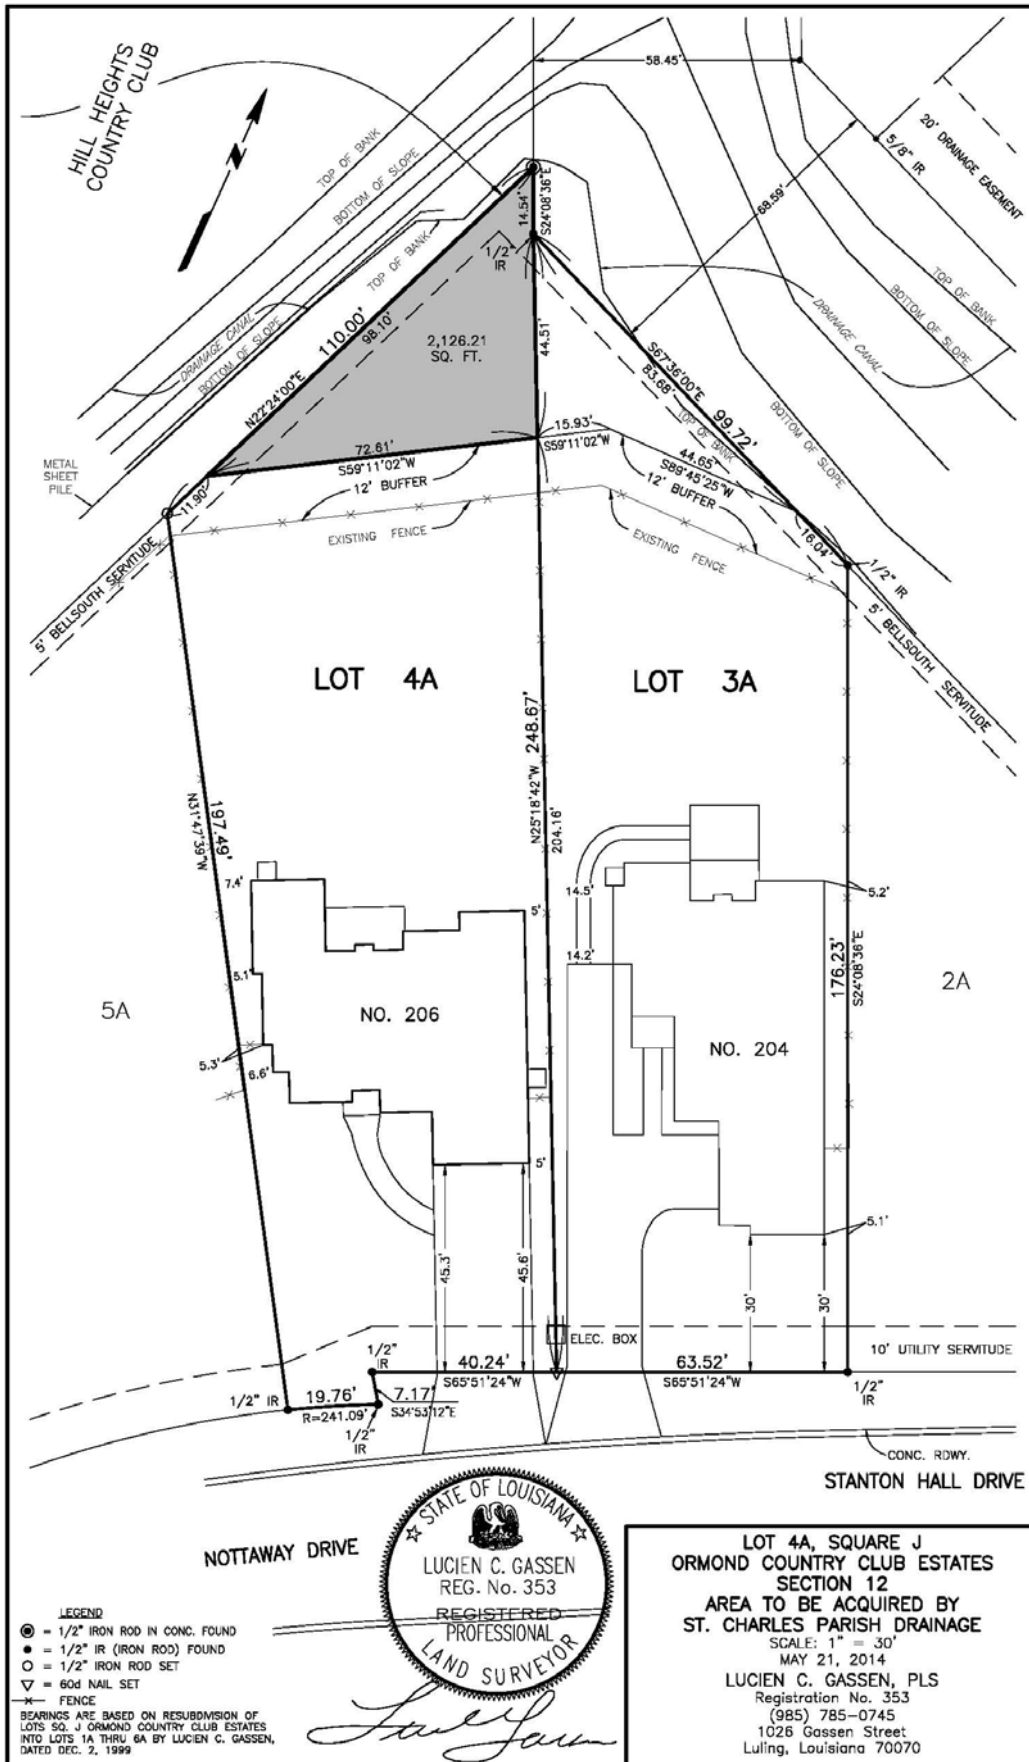 HILL HEIGHTS
COUNTRY CLUB
N
58.45'
5/8" IR
20' DRAINAGE EASEMENT
68.59'
TOP OF BANK
BOTTOM OF SLOPE
TOP OF BANK
14.54'
S24°08'36"E
1/2"
IR
TOP OF BANK
BOTTOM OF SLOPE
DRAINAGE CANAL
BOTTOM OF SLOPE
DRAINAGE CANAL
110.00'
98.10'
N22°24'00"E
2,126.21
SQ. FT.
44.51'
S67°36'00"E
83.68'
99.72'
TOP OF BANK
BOTTOM OF SLOPE
72.61'
S59°11'02"W
15.93'
S59°11'02"W
44.65'
S89°45'25"W
12' BUFFER
12' BUFFER
METAL
SHEET
PILE
11.90'
EXISTING FENCE
EXISTING FENCE
16.04'
1/2" IR
5' BELLSOUTH SERVITUDE
5' BELLSOUTH SERVITUDE
LOT 4A
LOT 3A
248.67'
N25°18'42"W
204.16'
197.49'
N31°47'39"W
7.4'
5'
14.5'
5.2'
14.2'
5.1'
176.23'
S24°08'36"E
5A
NO. 206
NO. 204
2A
5.3'
6.6'
5'
5.1'
45.3'
45.6'
30'
30'
ELEC. BOX
10' UTILITY SERVITUDE
1/2"
IR
40.24'
S65°51'24"W
63.52'
S65°51'24"W
1/2" IR
19.76'
R=241.09'
7.17'
S34°53'12"E
1/2"
IR
1/2"
IR
CONC. RDWY.
STANTON HALL DRIVE
NOTTAWAY DRIVE
STATE OF LOUISIANA
LUCIEN C. GASSEN
REG. No. 353
REGISTERED
PROFESSIONAL
LAND SURVEYOR
LEGEND
= 1/2" IRON ROD IN CONC. FOUND
= 1/2" IR (IRON ROD) FOUND
= 1/2" IRON ROD SET
= 60d NAIL SET
FENCE
BEARINGS ARE BASED ON RESUBDIVISION OF
LOTS SQ. J ORMOND COUNTRY CLUB ESTATES
INTO LOTS 1A THRU 6A BY LUCIEN C. GASSEN,
DATED DEC. 2, 1999
LOT 4A, SQUARE J
ORMOND COUNTRY CLUB ESTATES
SECTION 12
AREA TO BE ACQUIRED BY
ST. CHARLES PARISH DRAINAGE
SCALE: 1" = 30'
MAY 21, 2014
LUCIEN C. GASSEN, PLS
Registration No. 353
(985) 785-0745
1026 Gassen Street
Luling, Louisiana 70070